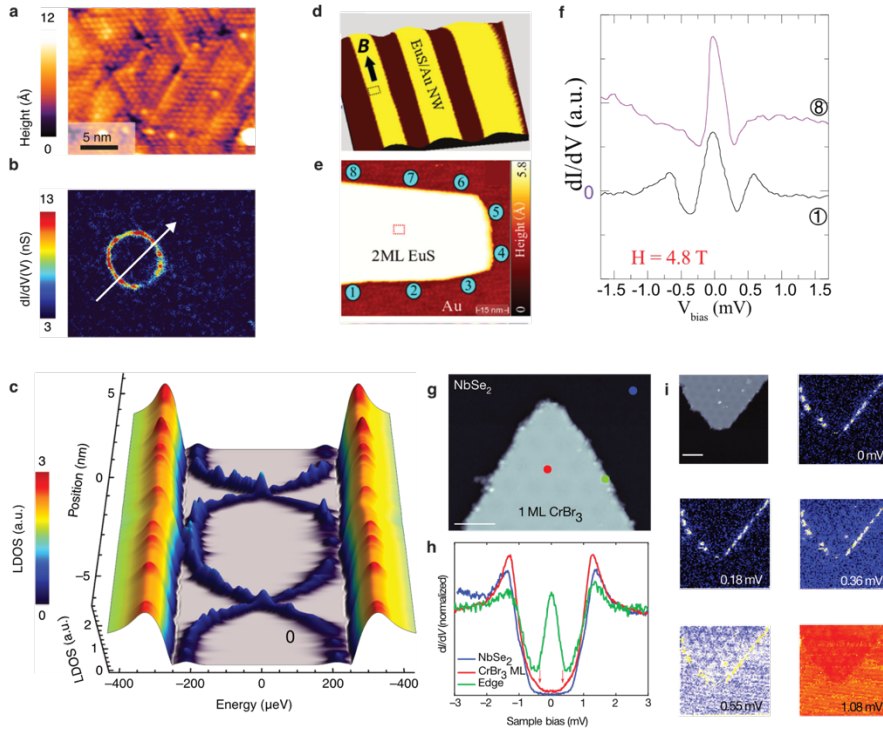 a
12
Height (Å)
0
5 nm
b
13
dI/dV(V) (nS)
3
c
3
LDOS (a.u.)
0
Position (nm)
5
0
−5
LDOS (a.u.)
2
1
0
0
−400
−200
0
−200
−400
Energy (μeV)
d
B
EuS/Au NW
e
8
7
6
5
4
3
2
1
2ML EuS
Au
5.8
Height (Å)
0
15 nm
f
dI/dV (a.u.)
0
8
1
H = 4.8 T
-1.5
-1.0
-0.5
0.0
0.5
1.0
1.5
V_bias (mV)
g
NbSe₂
1 ML CrBr₃
h
dI/dV(normalized)
NbSe₂
CrBr₃ ML
Edge
-3
-2
-1
0
1
2
3
Sample bias (mV)
i
0 mV
0.18 mV
0.36 mV
0.55 mV
1.08 mV